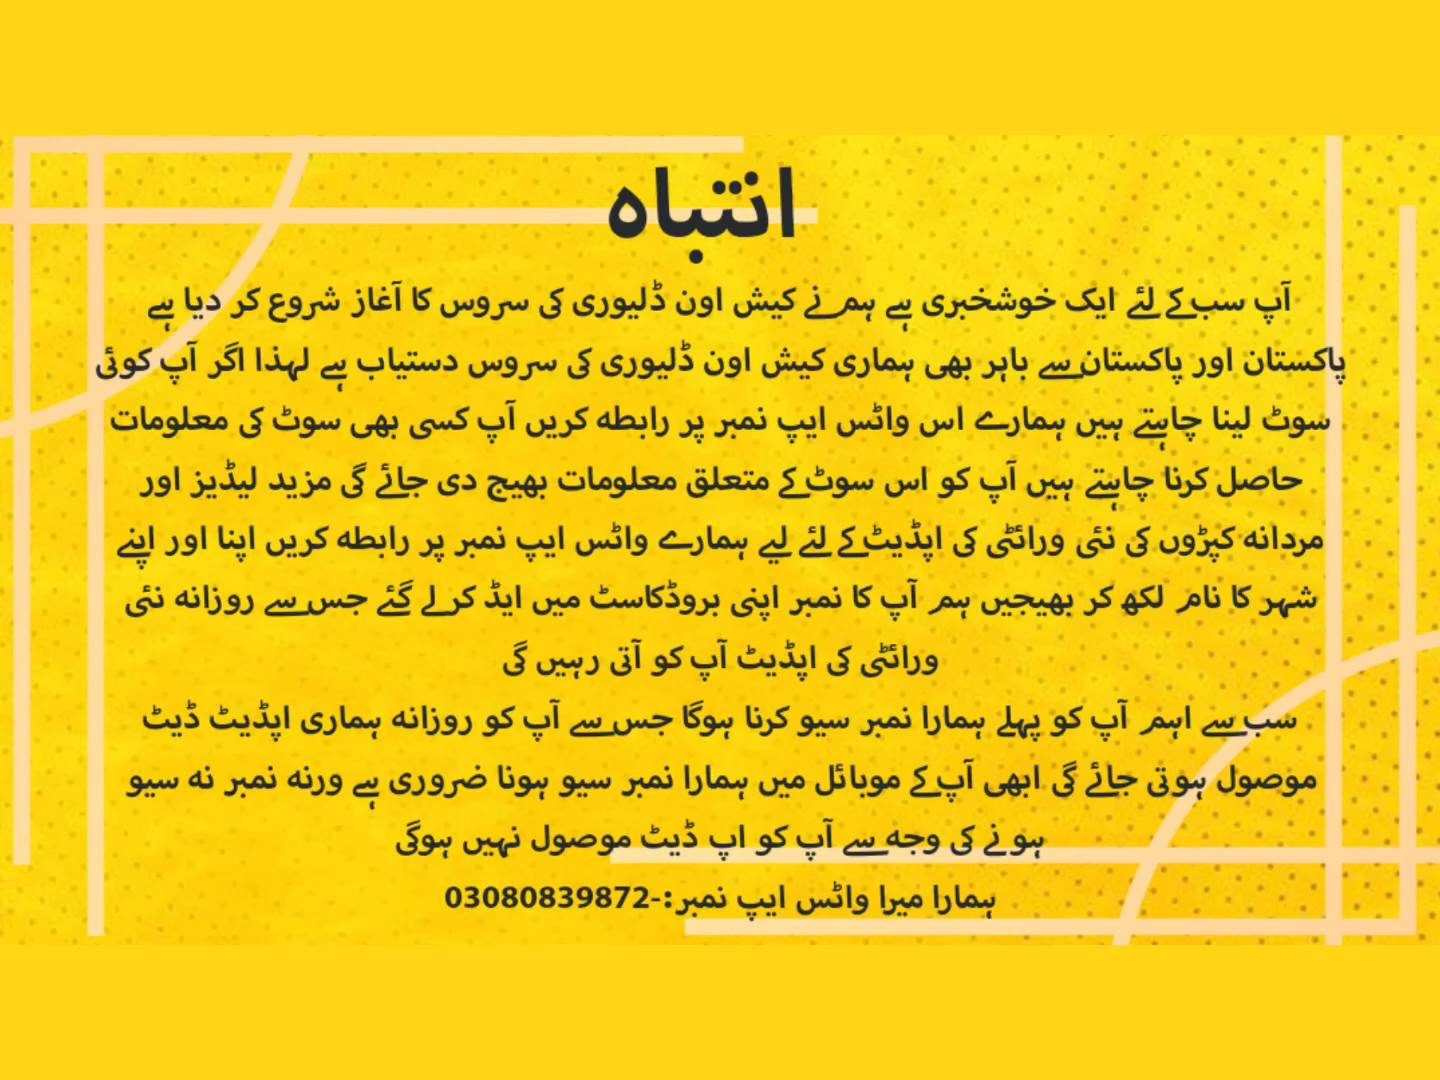 انتباہ
آپ سب کے لئے ایک خوشخبری ہے ہم نے کیش اون ڈلیوری کی سروس کا آغاز شروع کر دیا ہے
پاکستان اور پاکستان سے باہر بھی ہماری کیش اون ڈلیوری کی سروس دستیاب ہے لہذا اگر آپ کوئی
سوٹ لینا چاہتے ہیں ہمارے اس واٹس ایپ نمبر پر رابطہ کریں آپ کسی بھی سوٹ کی معلومات
حاصل کرنا چاہتے ہیں آپ کو اس سوٹ کے متعلق معلومات بھیج دی جائے گی مزید لیڈیز اور
مردانہ کپڑوں کی نئی ورائٹی کی اپڈیٹ کے لئے لیے ہمارے واٹس ایپ نمبر پر رابطہ کریں اپنا اور اپنے
شہر کا نام لکھ کر بھیجیں ہم آپ کا نمبر اپنی بروڈکاسٹ میں ایڈ کرلے گئے جس سے روزانہ نئی
ورائٹی کی اپڈیٹ آپ کو آتی رہیں گی
سب سے اہم آپ کو پہلے ہمارا نمبر سیو کرنا ہوگا جس سے آپ کو روزانہ ہماری اپڈیٹ ڈیٹ
موصول ہوتی جائے گی ابھی آپ کے موبائل میں ہمارا نمبر سیو ہونا ضروری ہے ورنہ نمبر نہ سیو
ہونے کی وجہ سے آپ کو اپ ڈیٹ موصول نہیں ہوگی
ہمارا میرا واٹس ایپ نمبر:-03080839872